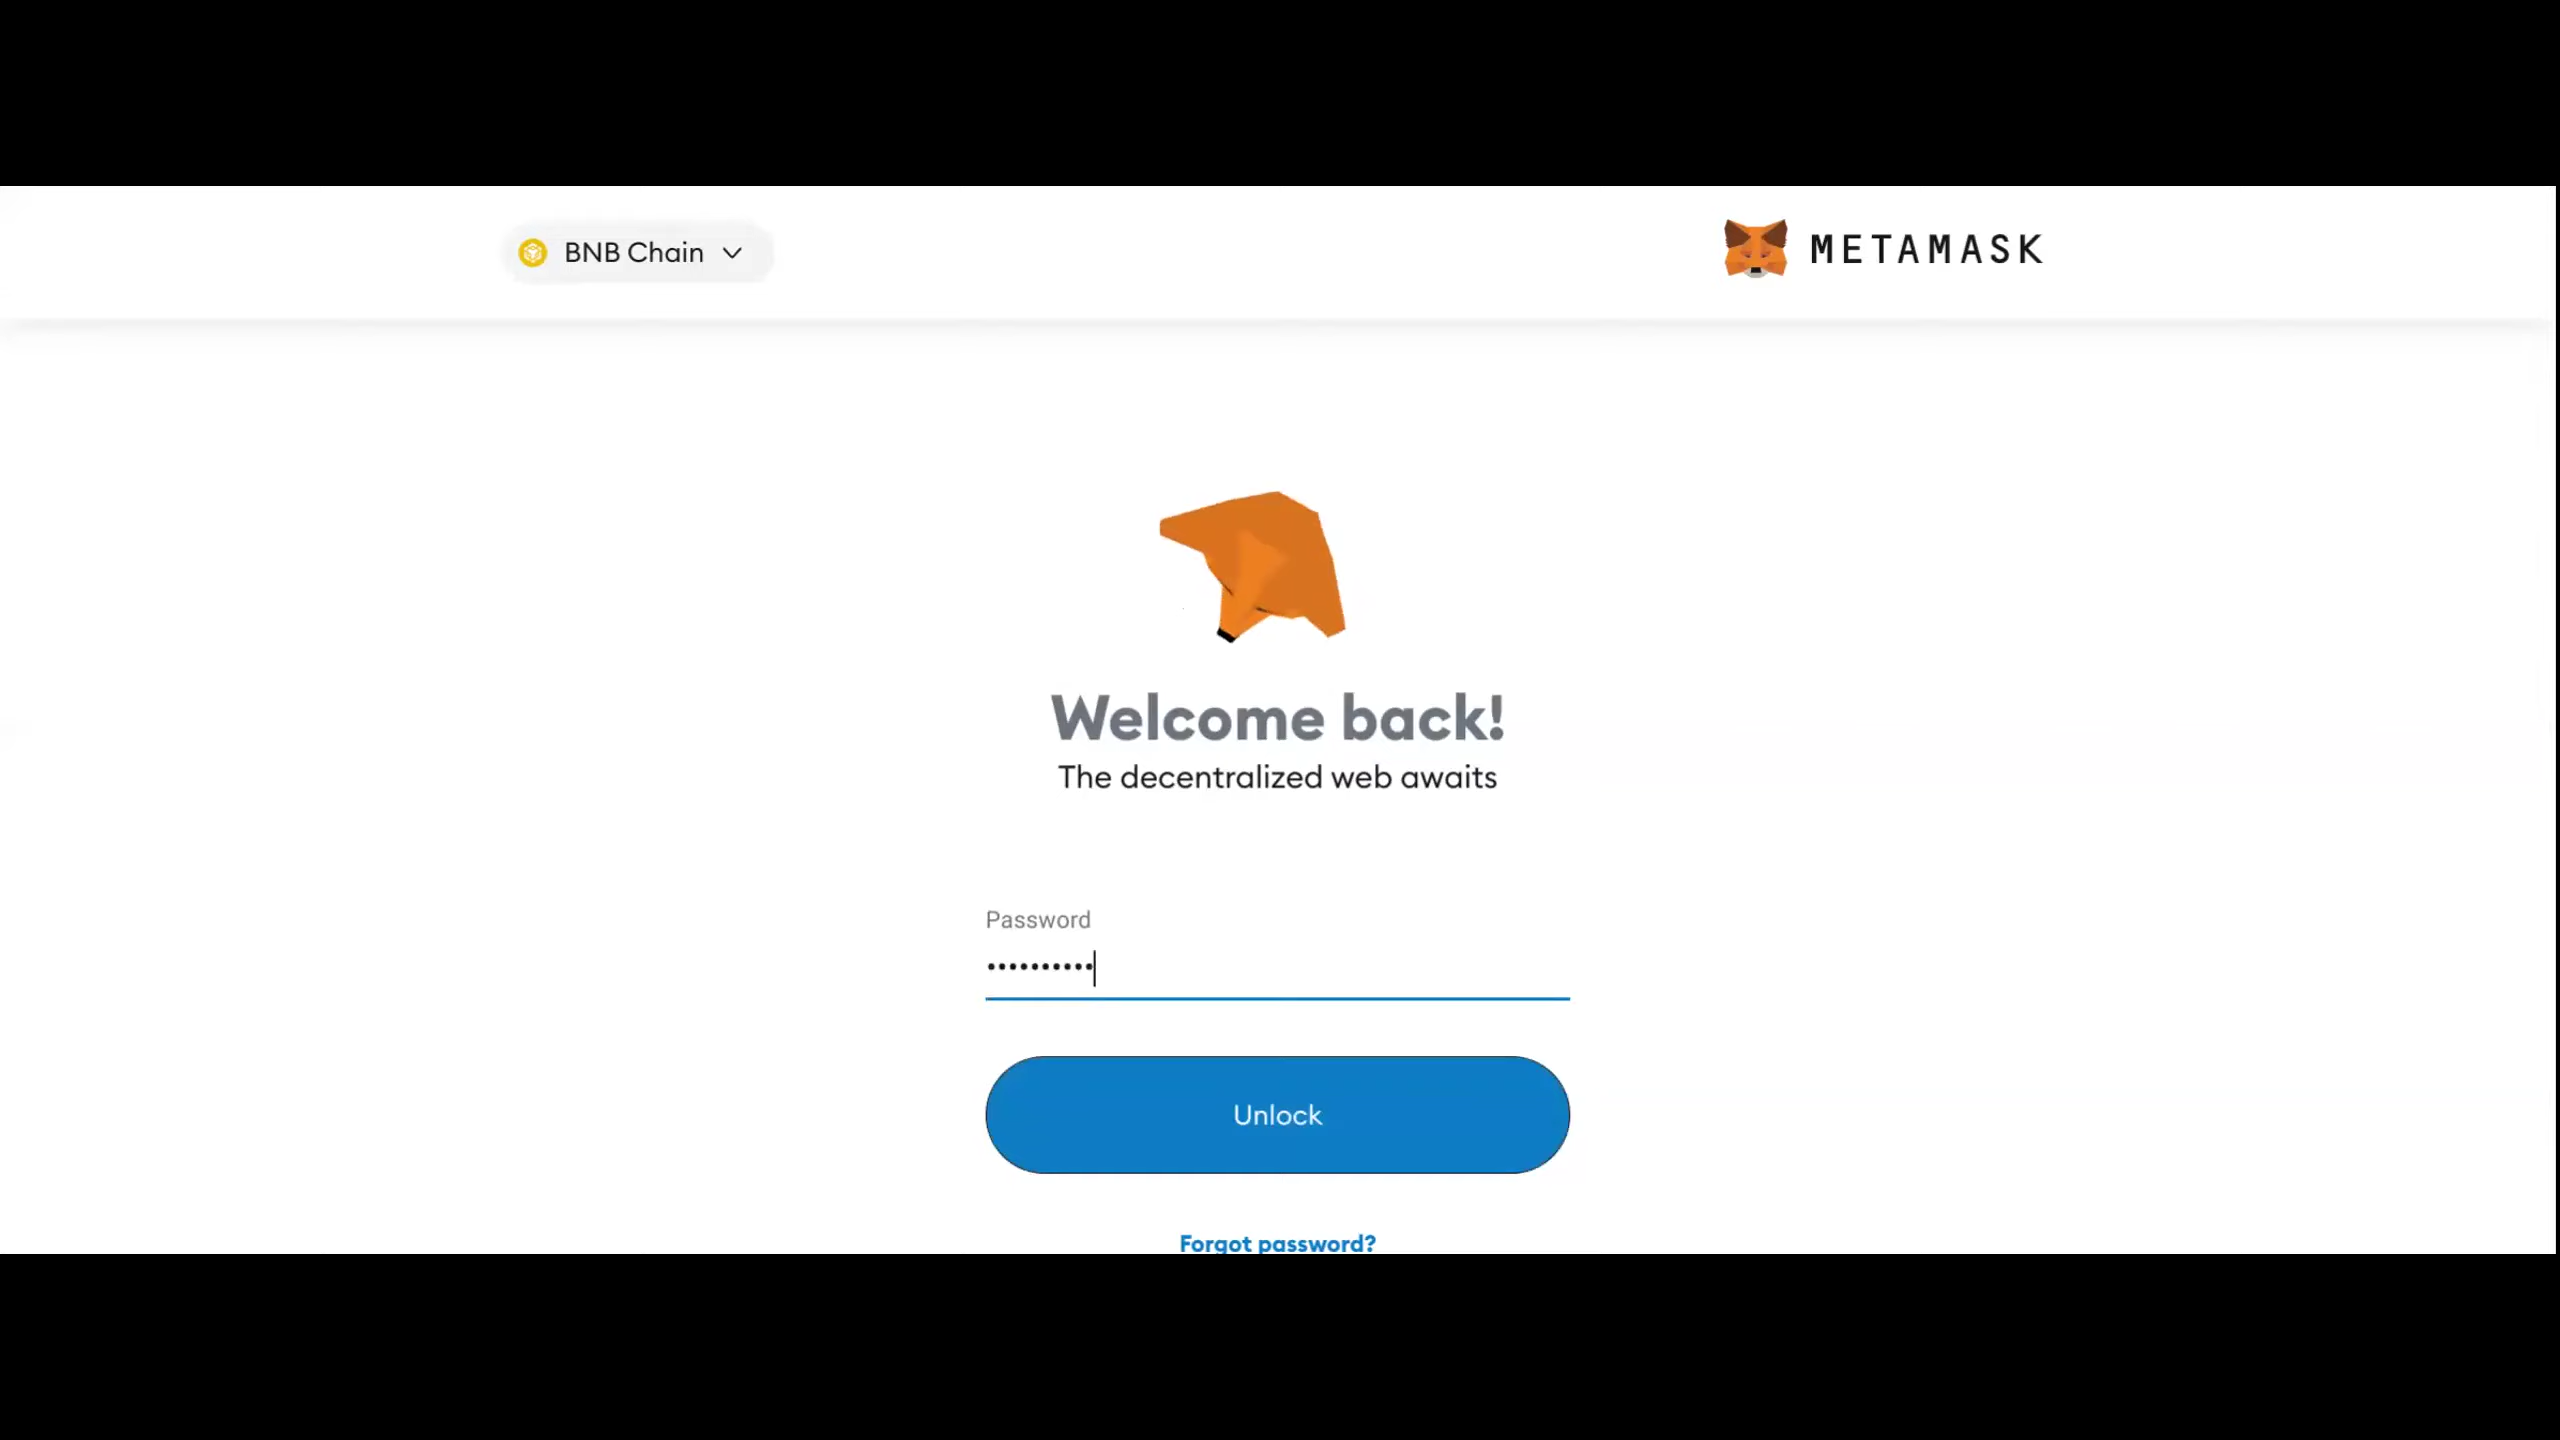 BNB Chain
METAMASK
Welcome back!
The decentralized web awaits
Password
••••••••••
Unlock
Forgot password?